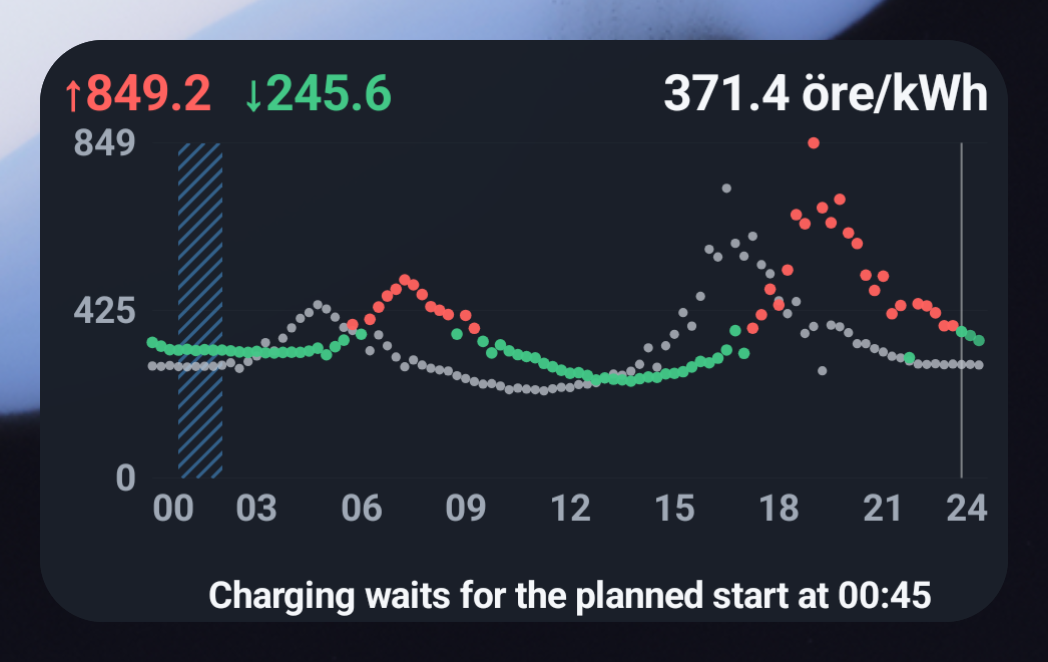 ↑849.2 ↓245.6 371.4 öre/kWh
849
425
0
00 03 06 09 12 15 18 21 24
Charging waits for the planned start at 00:45